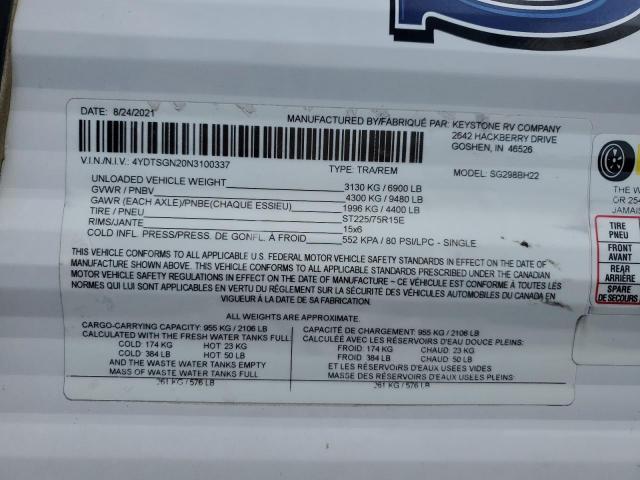 DATE: 8/24/2021
MANUFACTURED BY/FABRIQUÉ PAR: KEYSTONE RV COMPANY
2642 HACKBERRY DRIVE
GOSHEN, IN 46526
V.I.N./N.I.V.: 4YDTSGN20N3100337
TYPE: TRA/REM
MODEL: SG298BH22
UNLOADED VEHICLE WEIGHT 3130 KG / 6900 LB
GVWR / PNBV 4300 KG / 9480 LB
GAWR (EACH AXLE)/PNBE(CHAQUE ESSIEU) 1996 KG / 4400 LB
TIRE / PNEU ST225/75R15E
RIMS/JANTE 15x6
COLD INFL. PRESS/PRESS. DE GONFL. À FROID 552 KPA / 80 PSI/LPC - SINGLE
THIS VEHICLE CONFORMS TO ALL APPLICABLE U.S. FEDERAL MOTOR VEHICLE SAFETY STANDARDS IN EFFECT ON THE DATE OF
MANUFACTURE SHOWN ABOVE. THIS VEHICLE CONFORMS TO ALL APPLICABLE STANDARDS PRESCRIBED UNDER THE CANADIAN
MOTOR VEHICLE SAFETY REGULATIONS IN EFFECT ON THE DATE OF MANUFACTURE ~ CE VÉHICULE EST CONFORME À TOUTES LES
NORMES QUI LUI SONT APPLICABLES EN VERTU DU RÈGLEMENT SUR LA SÉCURITÉ DES VÉHICULES AUTOMOBILES DU CANADA EN
VIGUEUR À LA DATE DE SA FABRICATION.
ALL WEIGHTS ARE APPROXIMATE.
CARGO-CARRYING CAPACITY: 955 KG / 2106 LB
CALCULATED WITH THE FRESH WATER TANKS FULL
COLD 174 KG HOT 23 KG
COLD 384 LB HOT 50 LB
AND THE WASTE WATER TANKS EMPTY
MASS OF WASTE WATER TANKS FULL
261 KG / 576 LB
CAPACITÉ DE CHARGEMENT: 955 KG / 2106 LB
CALCULÉE AVEC LES RÉSERVOIRS D'EAU DOUCE PLEINS:
FROID: 174 KG CHAUD: 23 KG
FROID: 384 LB CHAUD: 50 LB
ET LES RÉSERVOIRS D'EAUX USÉES VIDES
MASSE DES RÉSERVOIRS D'EAUX USÉES PLEINS:
261 KG / 576 LB
THE W
OR 254
JAMAIS
TIRE
PNEU
FRONT
AVANT
REAR
ARRIÈRE
SPARE
DE SECOURS